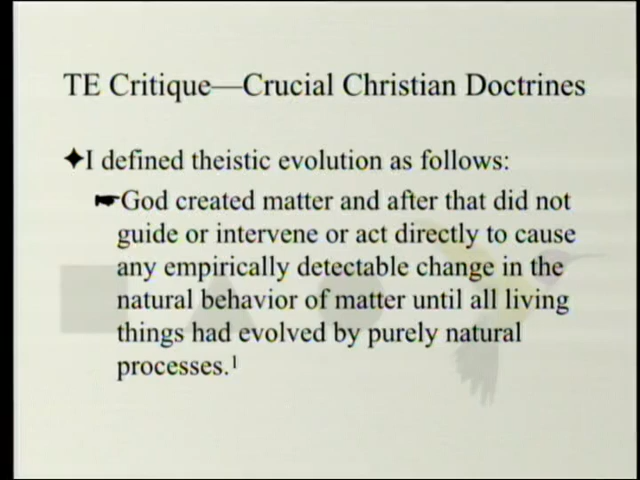 TE Critique—Crucial Christian Doctrines
✦I defined theistic evolution as follows:
☛God created matter and after that did not
guide or intervene or act directly to cause
any empirically detectable change in the
natural behavior of matter until all living
things had evolved by purely natural
processes.¹